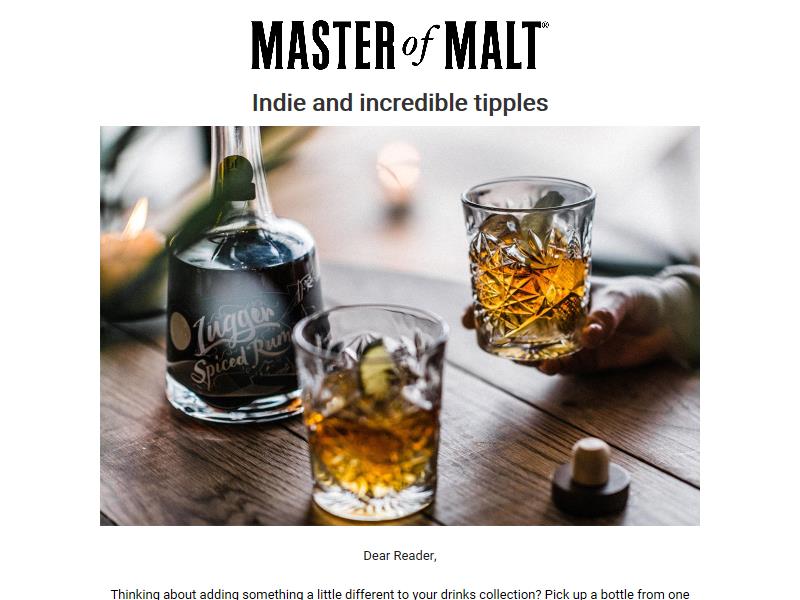 MASTER of MALT®
Indie and incredible tipples
Lugger
Spiced Rum
Dear Reader,
Thinking about adding something a little different to your drinks collection? Pick up a bottle from one